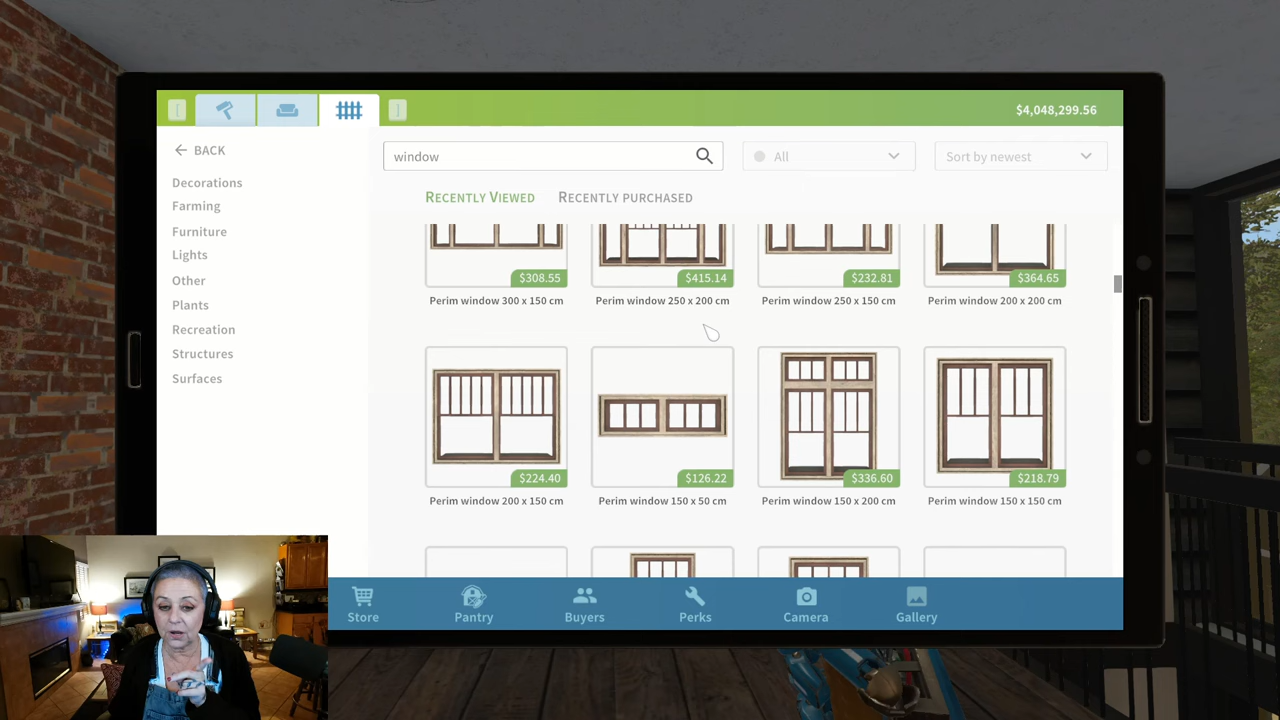 $4,048,299.56
BACK
window
All
Sort by newest
RECENTLY VIEWED
RECENTLY PURCHASED
Decorations
Farming
Furniture
Lights
Other
Plants
Recreation
Structures
Surfaces
$308.55
$415.14
$232.81
$364.65
Perim window 300 x 150 cm
Perim window 250 x 200 cm
Perim window 250 x 150 cm
Perim window 200 x 200 cm
$224.40
$126.22
$336.60
$218.79
Perim window 200 x 150 cm
Perim window 150 x 50 cm
Perim window 150 x 200 cm
Perim window 150 x 150 cm
Store
Pantry
Buyers
Perks
Camera
Gallery